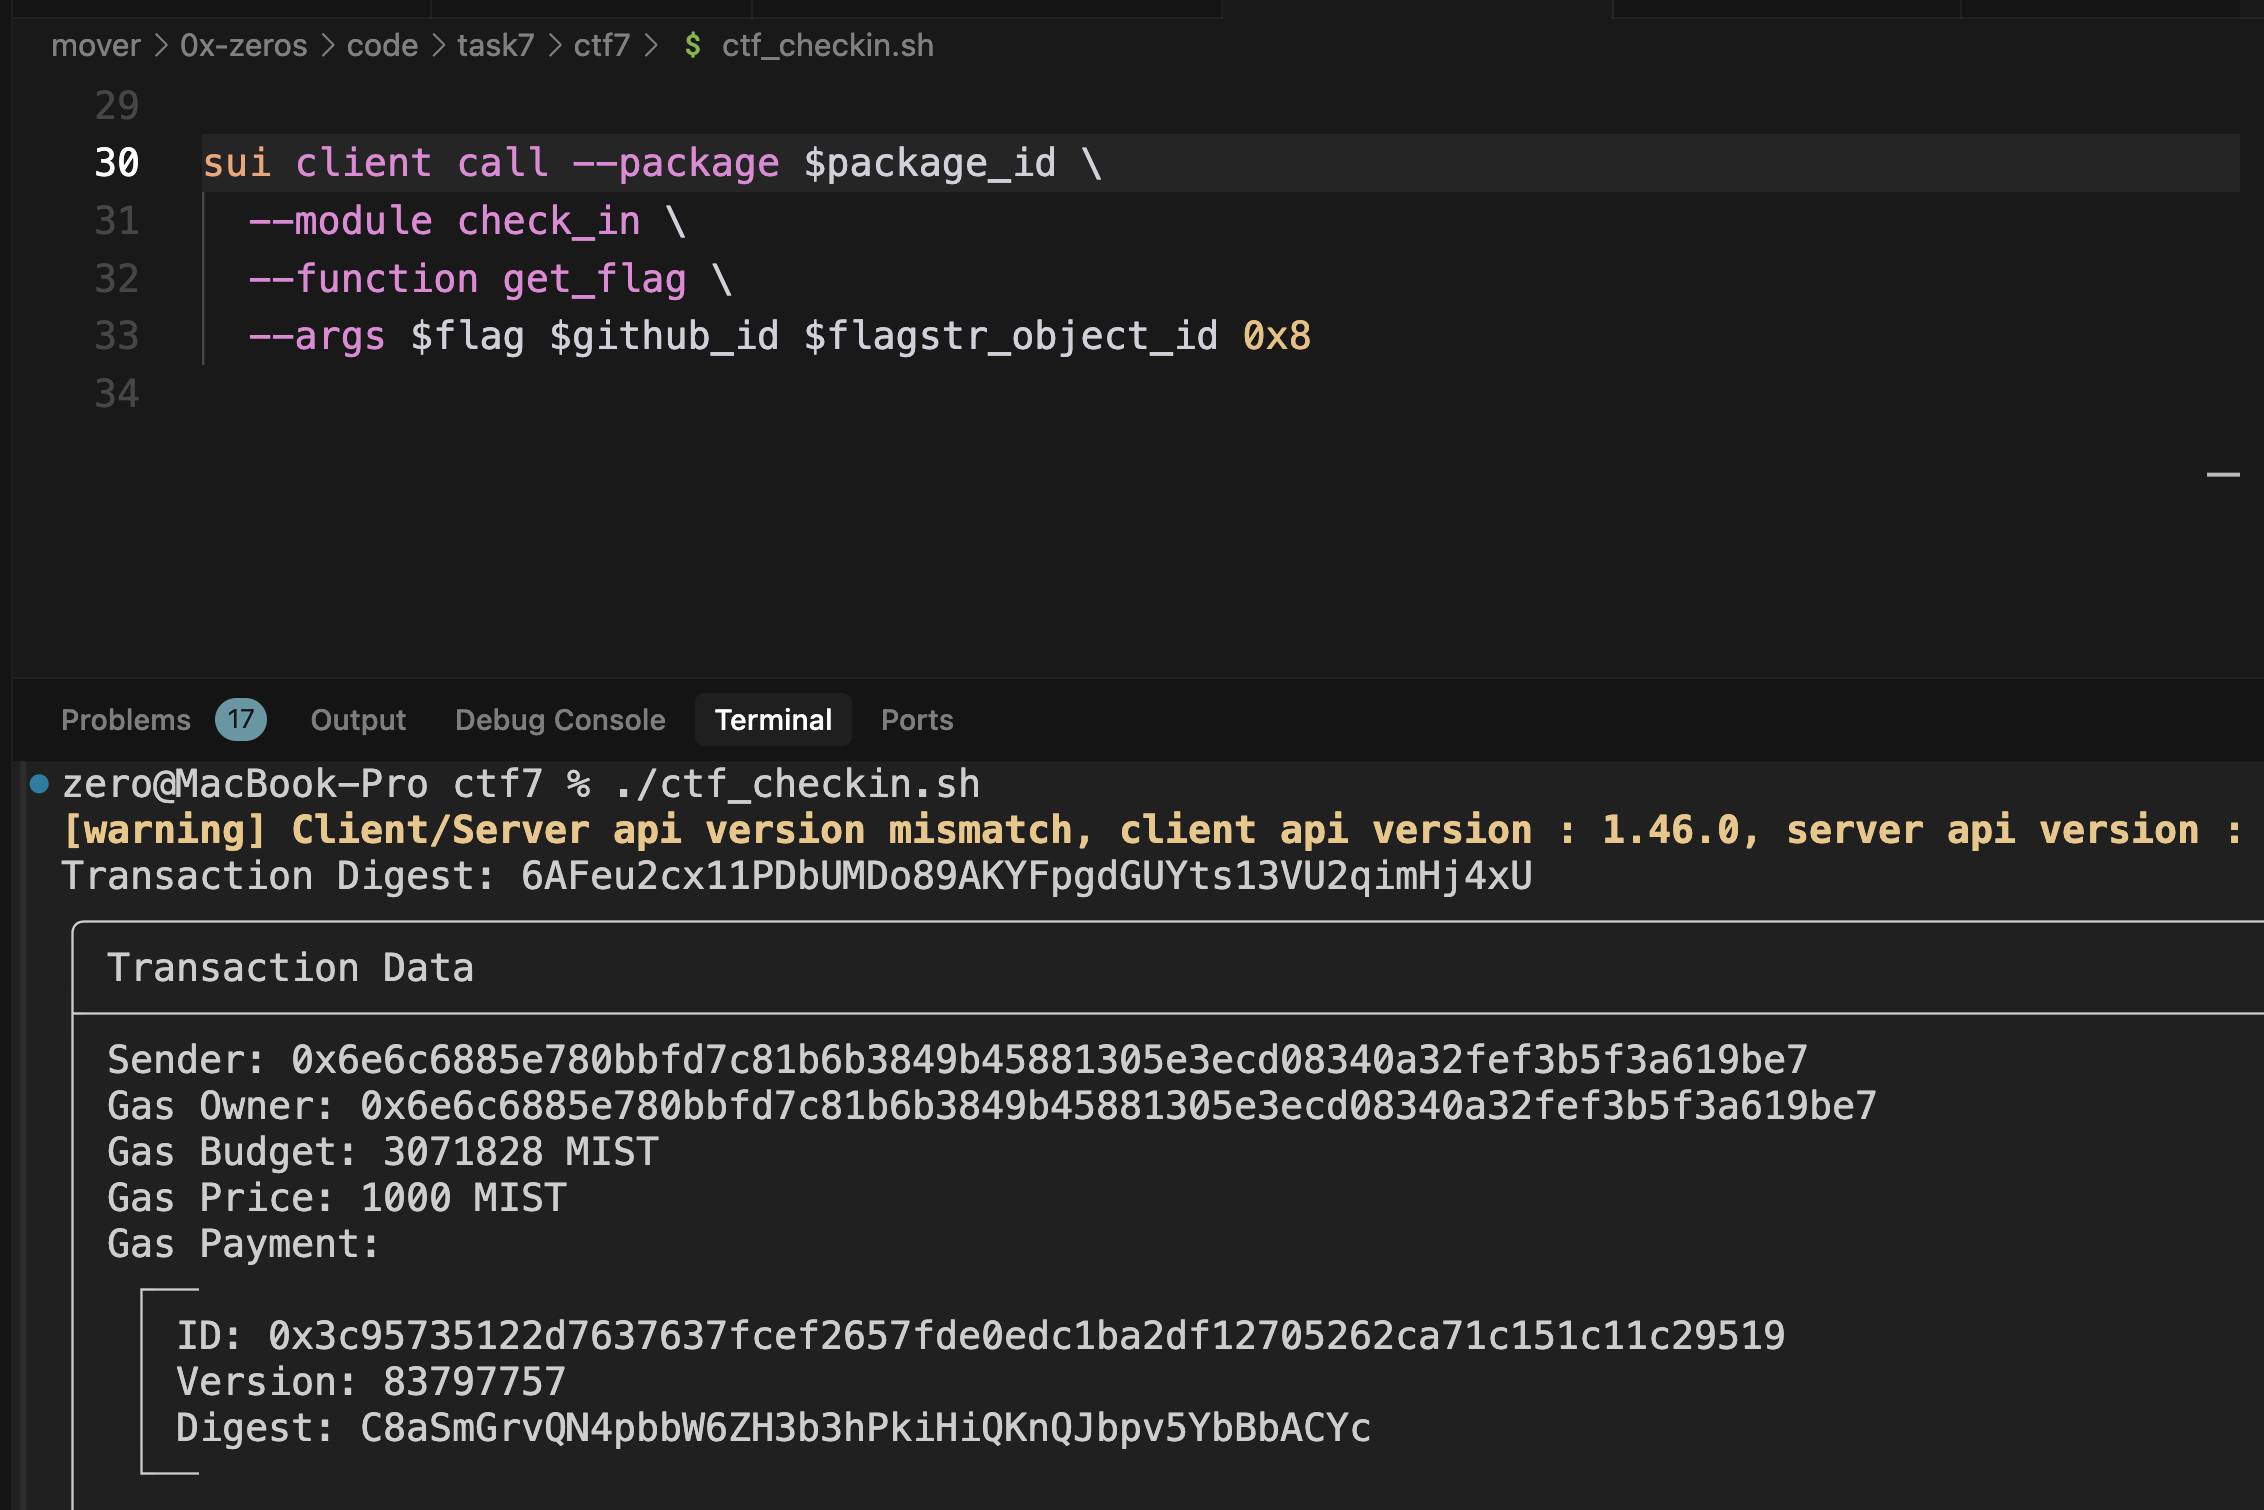 mover > 0x-zeros > code > task7 > ctf7 > $ ctf_checkin.sh
29
30 sui client call --package $package_id \
31 --module check_in \
32 --function get_flag \
33 --args $flag $github_id $flagstr_object_id 0x8
34
Problems 17 Output Debug Console Terminal Ports
zero@MacBook-Pro ctf7 % ./ctf_checkin.sh
[warning] Client/Server api version mismatch, client api version : 1.46.0, server api version :
Transaction Digest: 6AFeu2cx11PDbUMDo89AKYFpgdGUYts13VU2qimHj4xU
Transaction Data
Sender: 0x6e6c6885e780bbfd7c81b6b3849b45881305e3ecd08340a32fef3b5f3a619be7
Gas Owner: 0x6e6c6885e780bbfd7c81b6b3849b45881305e3ecd08340a32fef3b5f3a619be7
Gas Budget: 3071828 MIST
Gas Price: 1000 MIST
Gas Payment:
ID: 0x3c95735122d7637637fcef2657fde0edc1ba2df12705262ca71c151c11c29519
Version: 83797757
Digest: C8aSmGrvQN4pbbW6ZH3b3hPkiHiQKnQJbpv5YbBbACYc